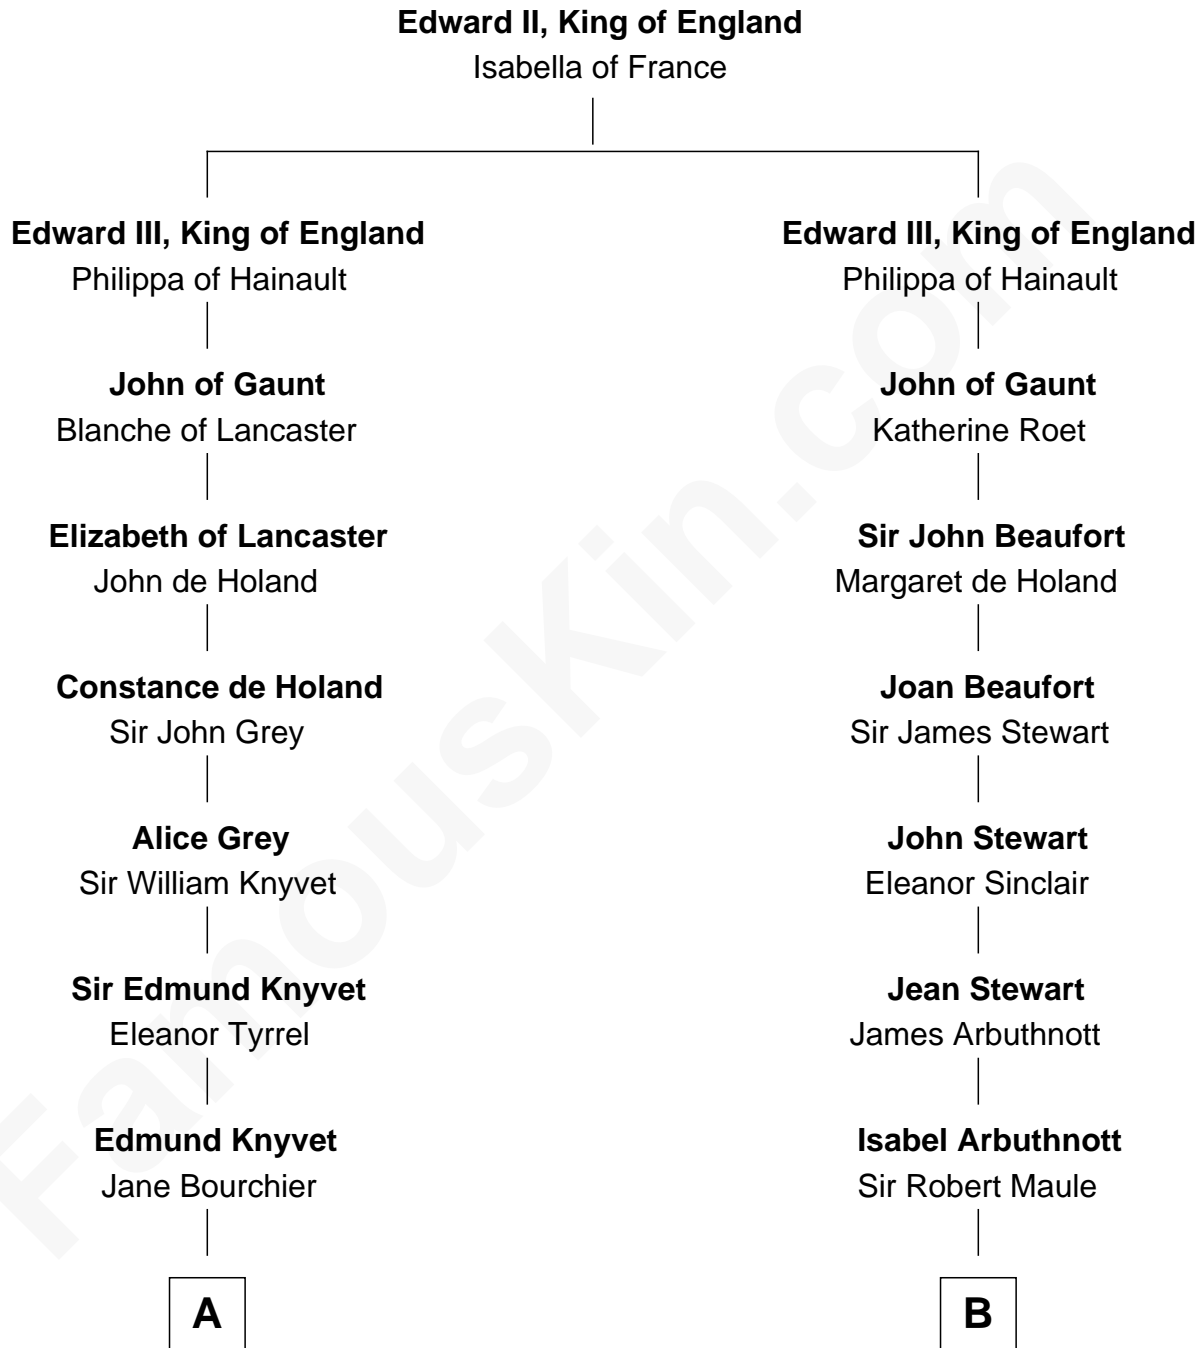 Edward II, King of England
Isabella of France
Edward III, King of England
Philippa of Hainault
Edward III, King of England
Philippa of Hainault
John of Gaunt
Blanche of Lancaster
John of Gaunt
Katherine Roet
Elizabeth of Lancaster
John de Holand
Sir John Beaufort
Margaret de Holand
Constance de Holand
Sir John Grey
Joan Beaufort
Sir James Stewart
Alice Grey
Sir William Knyvet
John Stewart
Eleanor Sinclair
Sir Edmund Knyvet
Eleanor Tyrrel
Jean Stewart
James Arbuthnott
Edmund Knyvet
Jane Bourchier
Isabel Arbuthnott
Sir Robert Maule
A
B
FamousKin.com